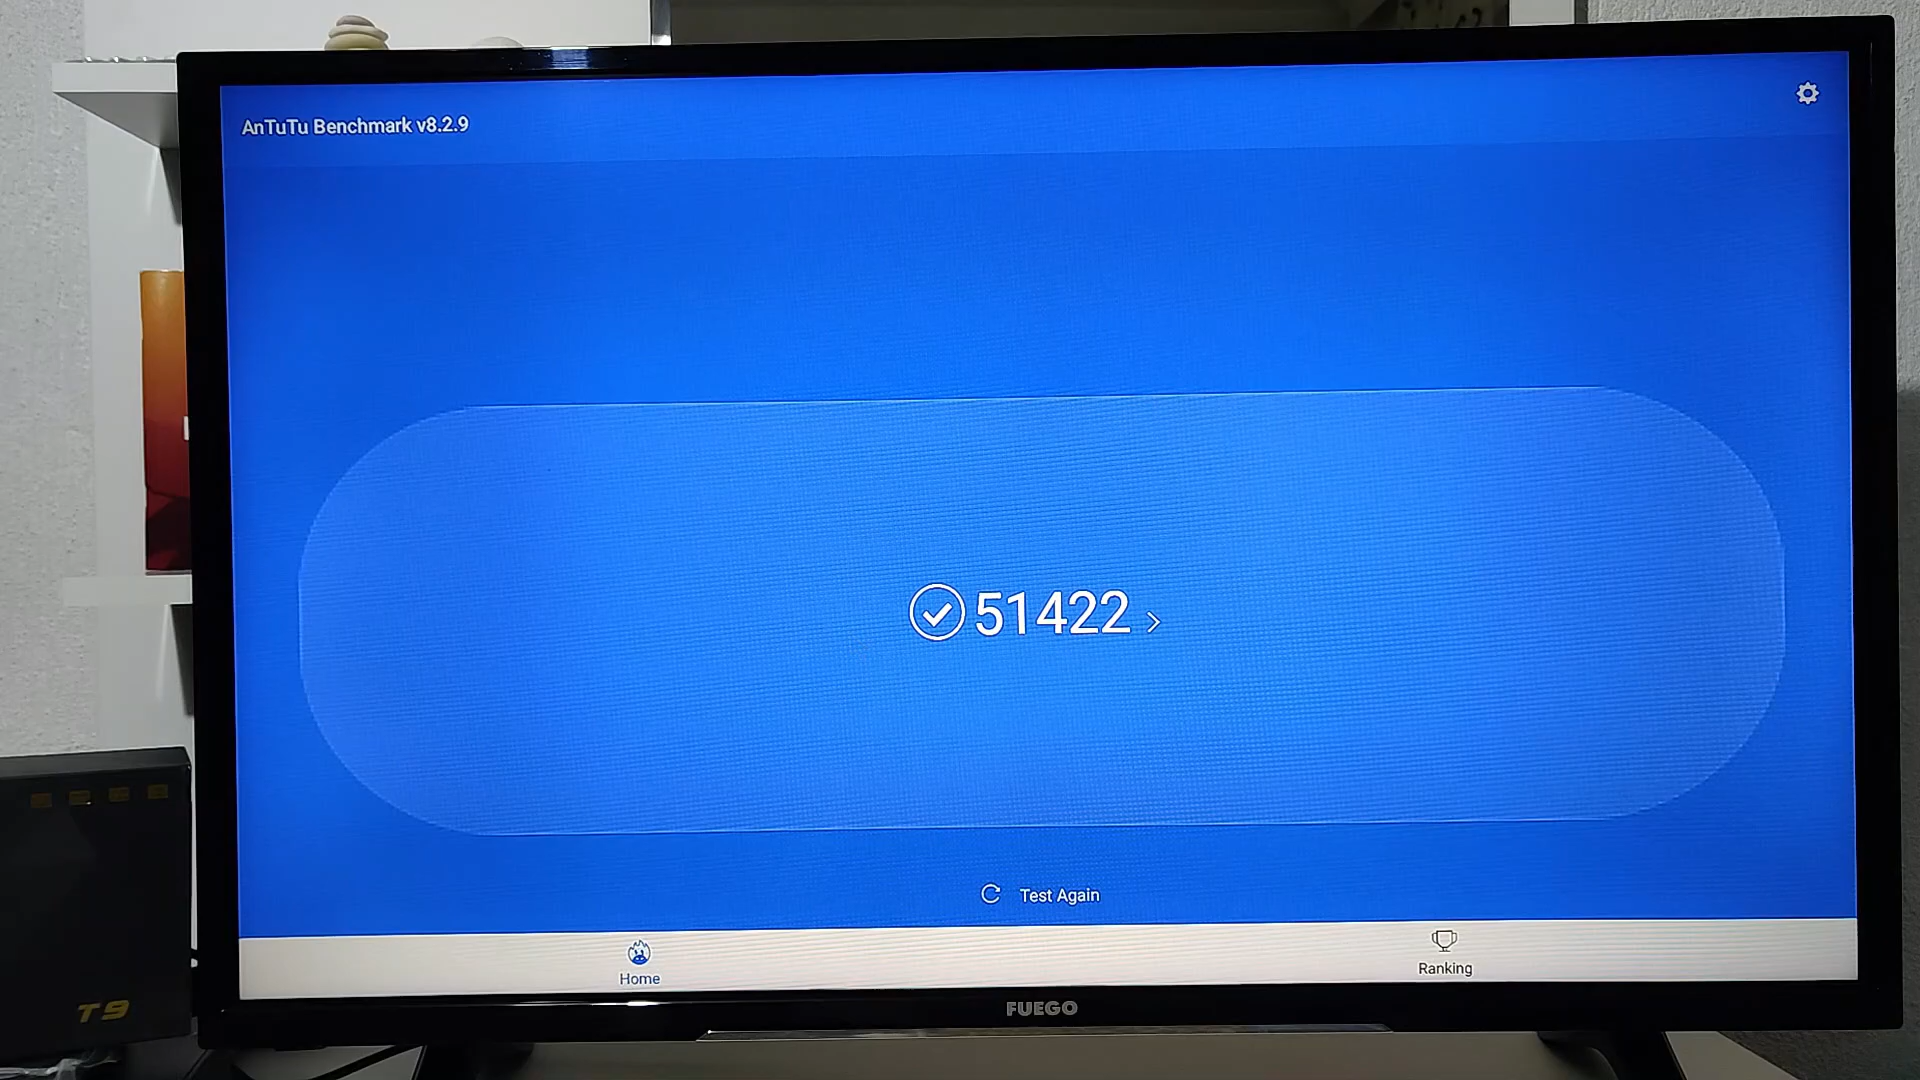 AnTuTu Benchmark v8.2.9
51422
Test Again
Home
Ranking
FUEGO
T9